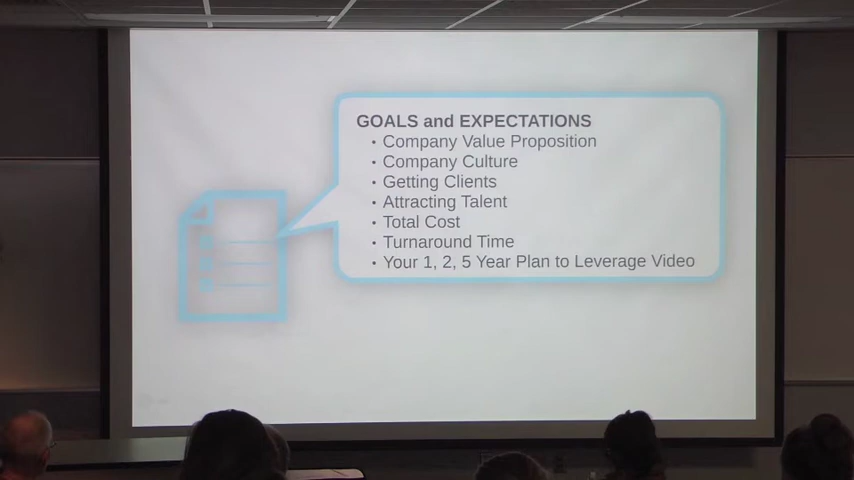 GOALS and EXPECTATIONS
• Company Value Proposition
• Company Culture
• Getting Clients
• Attracting Talent
• Total Cost
• Turnaround Time
• Your 1, 2, 5 Year Plan to Leverage Video